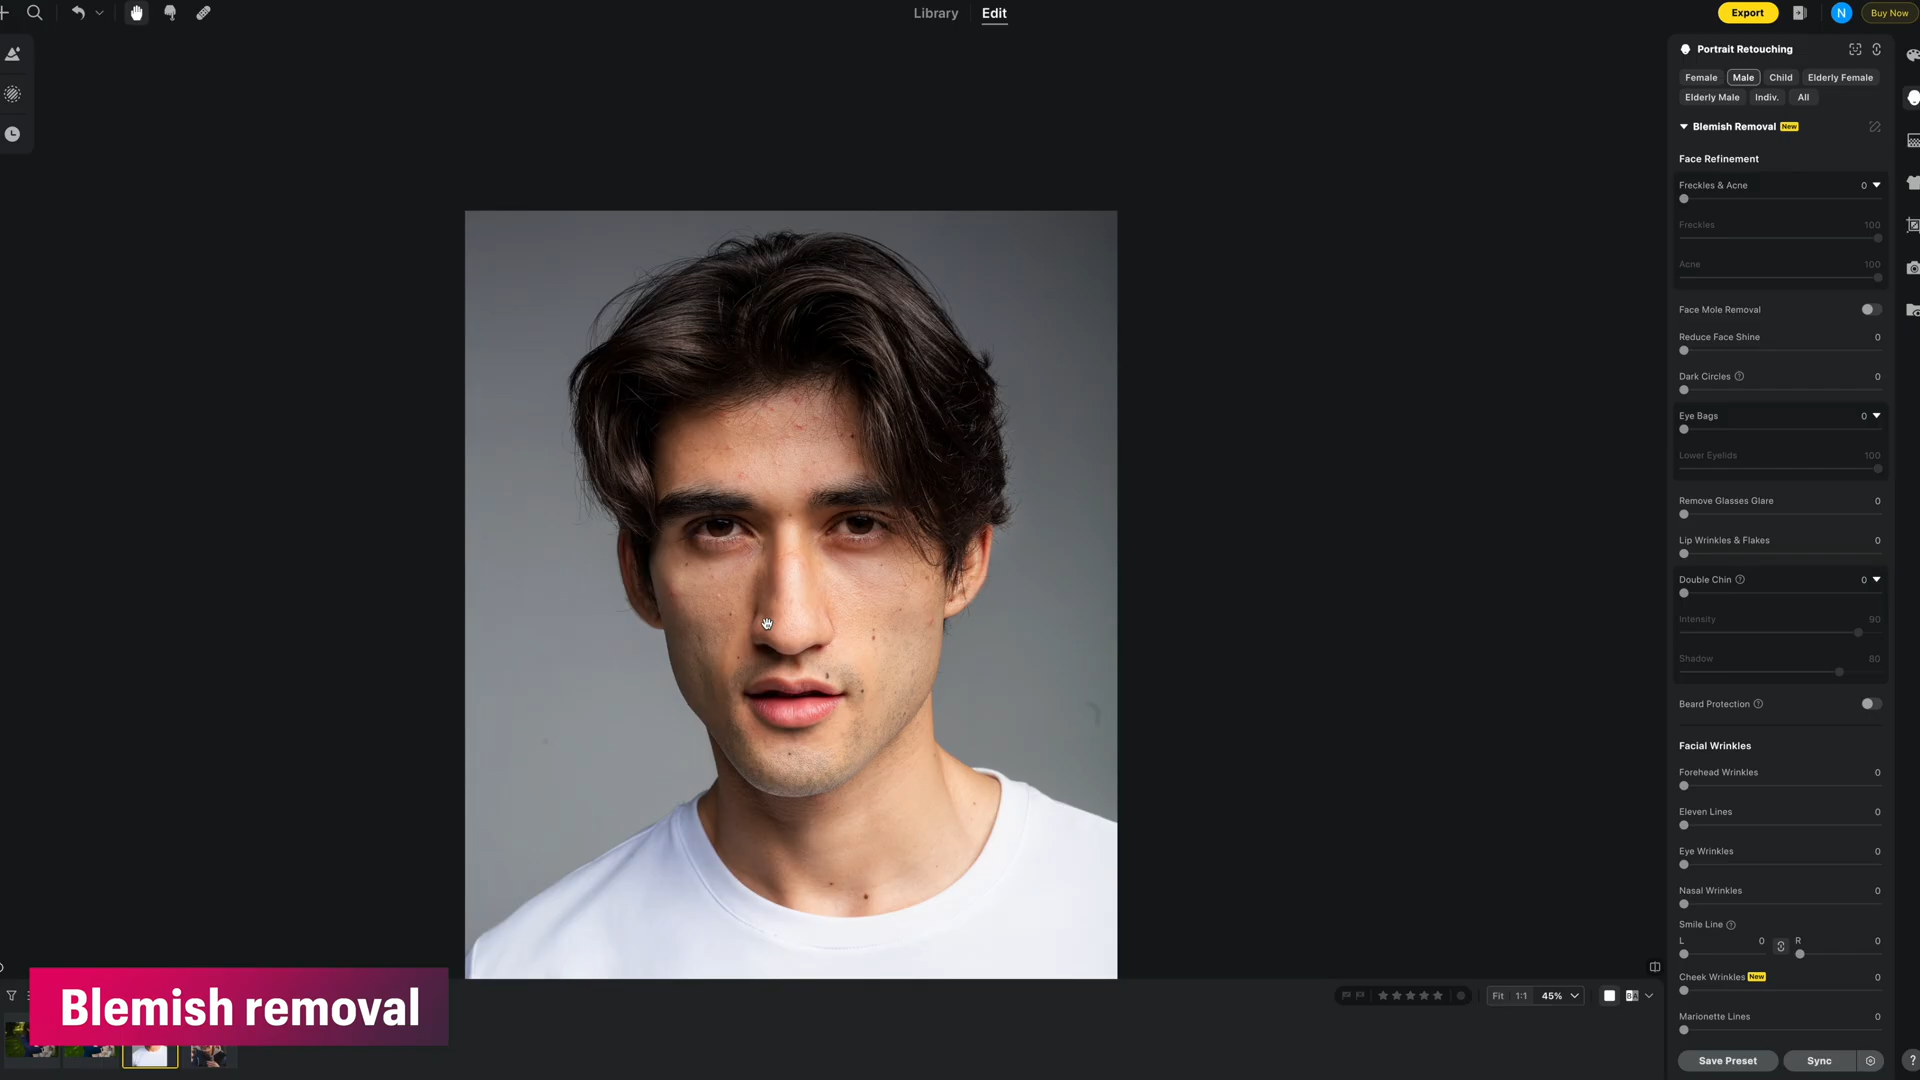 Library
Edit
Export
N
Buy Now
Portrait Retouching
Female
Male
Child
Elderly Female
Elderly Male
Indiv.
All
Blemish Removal New
Face Refinement
Freckles & Acne 0
Freckles 100
Acne 100
Face Mole Removal
Reduce Face Shine 0
Dark Circles ? 0
Eye Bags 0
Lower Eyelids 100
Remove Glasses Glare 0
Lip Wrinkles & Flakes 0
Double Chin ? 0
Intensity 90
Shadow 80
Beard Protection ?
Facial Wrinkles
Forehead Wrinkles 0
Eleven Lines 0
Eye Wrinkles 0
Nasal Wrinkles 0
Smile Line ?
L 0 R 0
Cheek Wrinkles New 0
Marionette Lines 0
Fit 1:1 45%
BA
Save Preset
Sync
?
Blemish removal